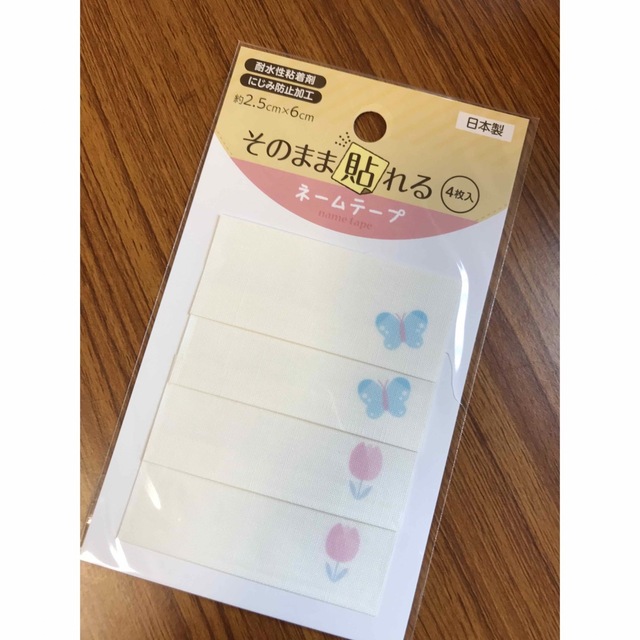 耐水性粘着剤
にじみ防止加工
約2.5cm×6cm
日本製
そのまま貼れる
4枚入
ネームテープ
name tape